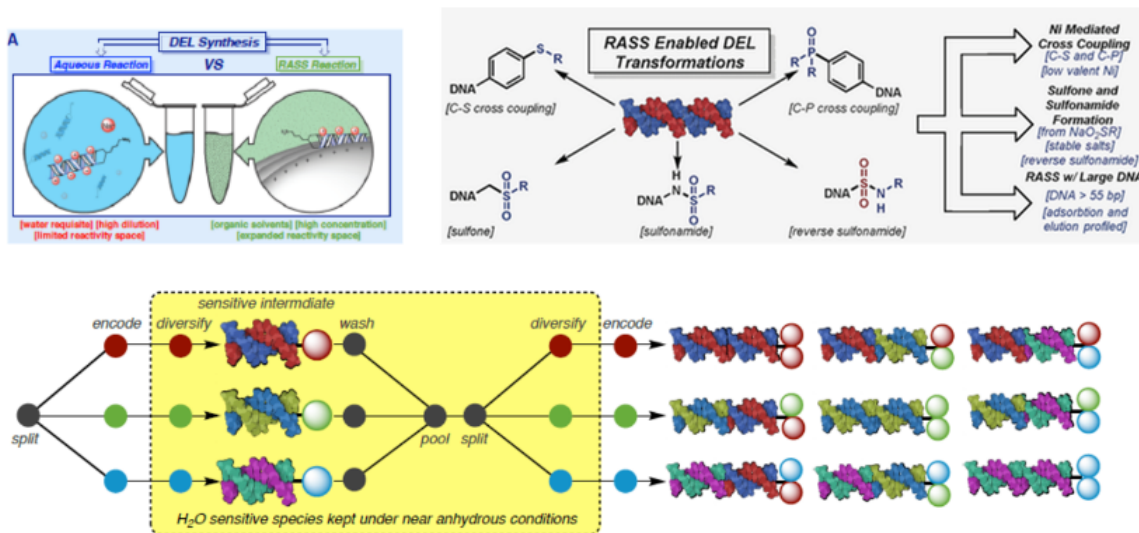 A
DEL Synthesis
Aqueous Reaction
VS
RASS Reaction
[water requisite] [high dilution]
[limited reactivity space]
[organic solvents] [high concentration]
[expanded reactivity space]
RASS Enabled DEL
Transformations
S
R
DNA
[C-S cross coupling]
O
R P
R
DNA
[C-P cross coupling]
DNA S R
O
O
[sulfone]
H
DNA N S R
O
O
[sulfonamide]
O
DNA S N R
O H
[reverse sulfonamide]
Ni Mediated
Cross Coupling
[C-S and C-P]
[low valent Ni]
Sulfone and
Sulfonamide
Formation
[from NaO2SR]
[stable salts]
[reverse sulfonamide]
RASS w/ Large DNA
[DNA > 55 bp]
[adsorbtion and
elution profiled]
encode
diversify
sensitive intermdiate
wash
diversify
encode
split
pool
split
H2O sensitive species kept under near anhydrous conditions